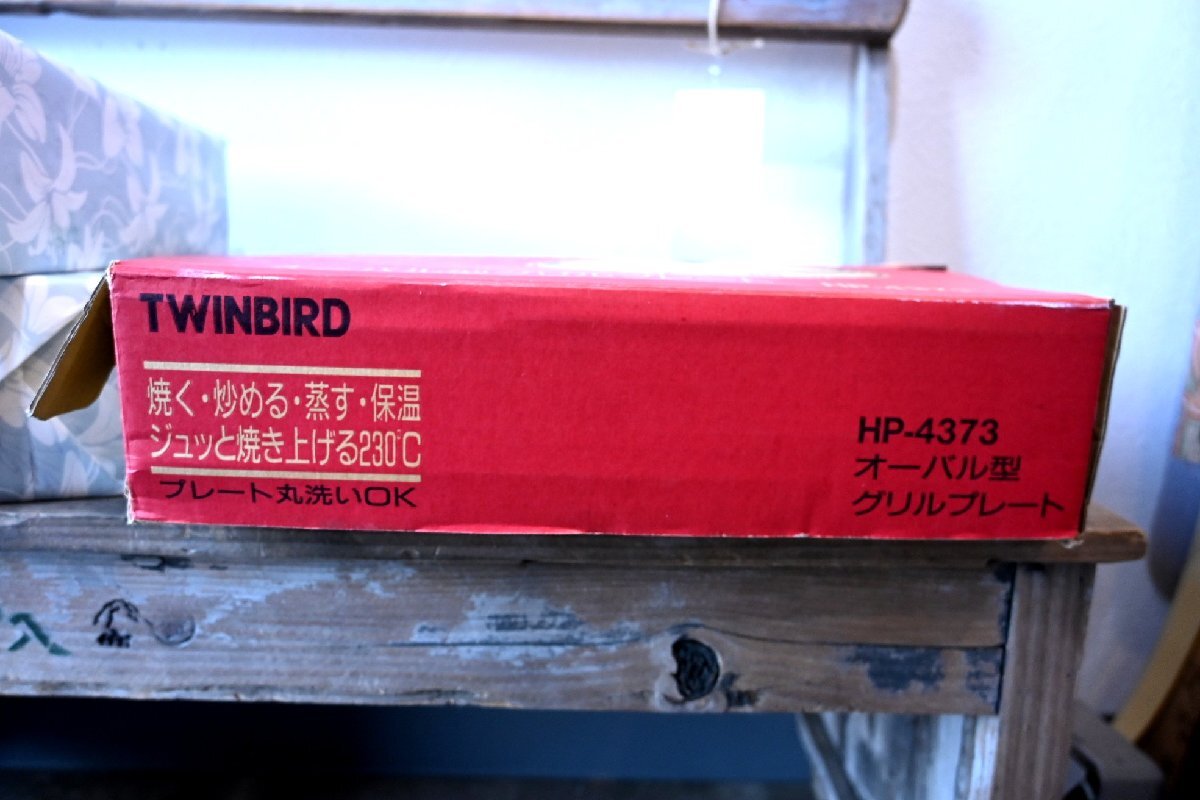 TWINBIRD
焼く・炒める・蒸す・保温
ジュッと焼き上げる230℃
プレート丸洗いOK
HP-4373
オーバル型
グリルプレート